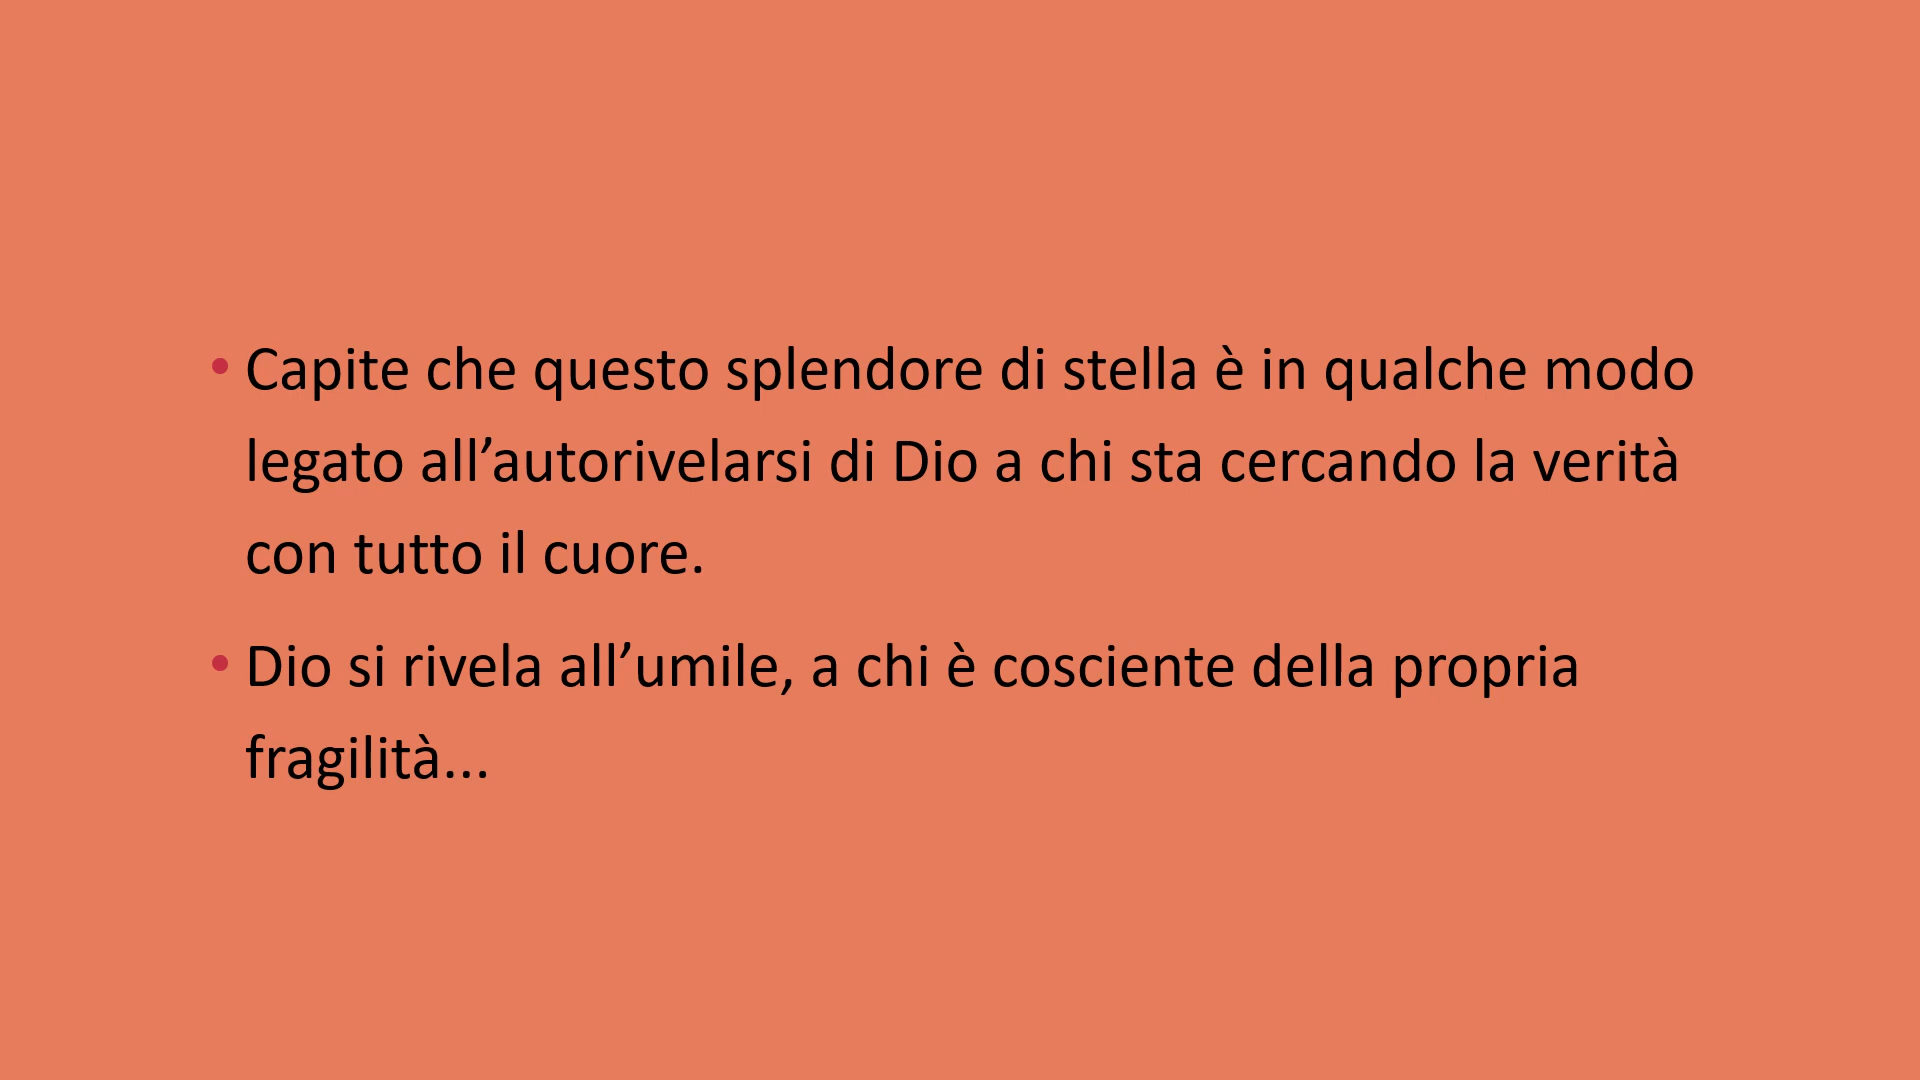 • Capite che questo splendore di stella è in qualche modo
legato all’autorivelarsi di Dio a chi sta cercando la verità
con tutto il cuore.
• Dio si rivela all’umile, a chi è cosciente della propria
fragilità...